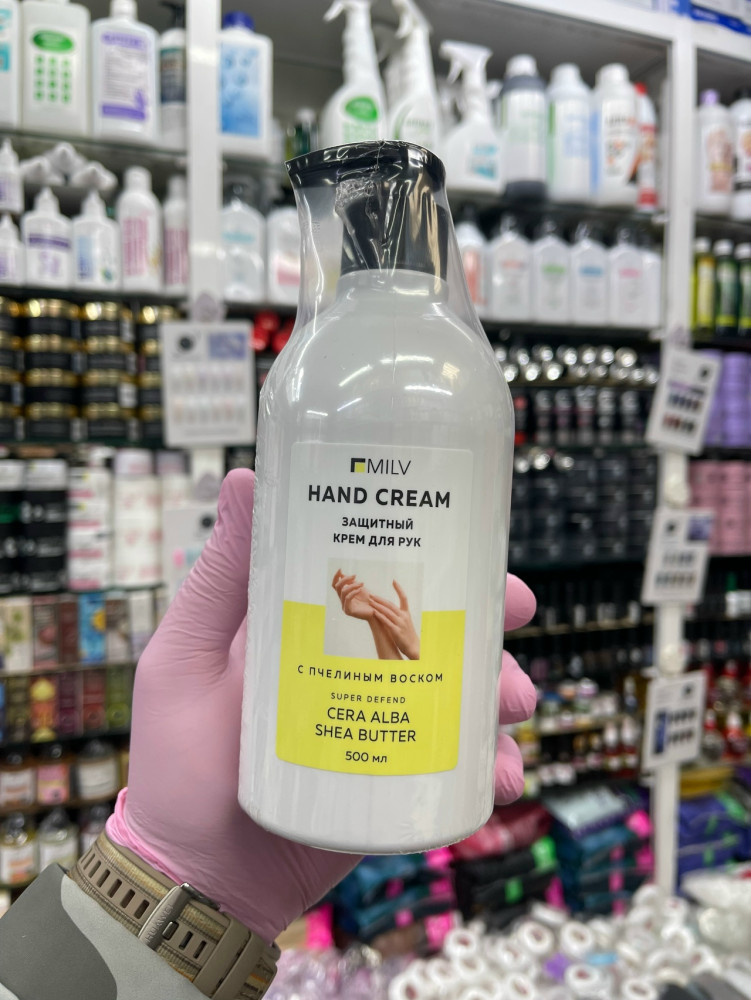 MILV
HAND CREAM
ЗАЩИТНЫЙ
КРЕМ ДЛЯ РУК
С ПЧЕЛИНЫМ ВОСКОМ
SUPER DEFEND
CERA ALBA
SHEA BUTTER
500 мл